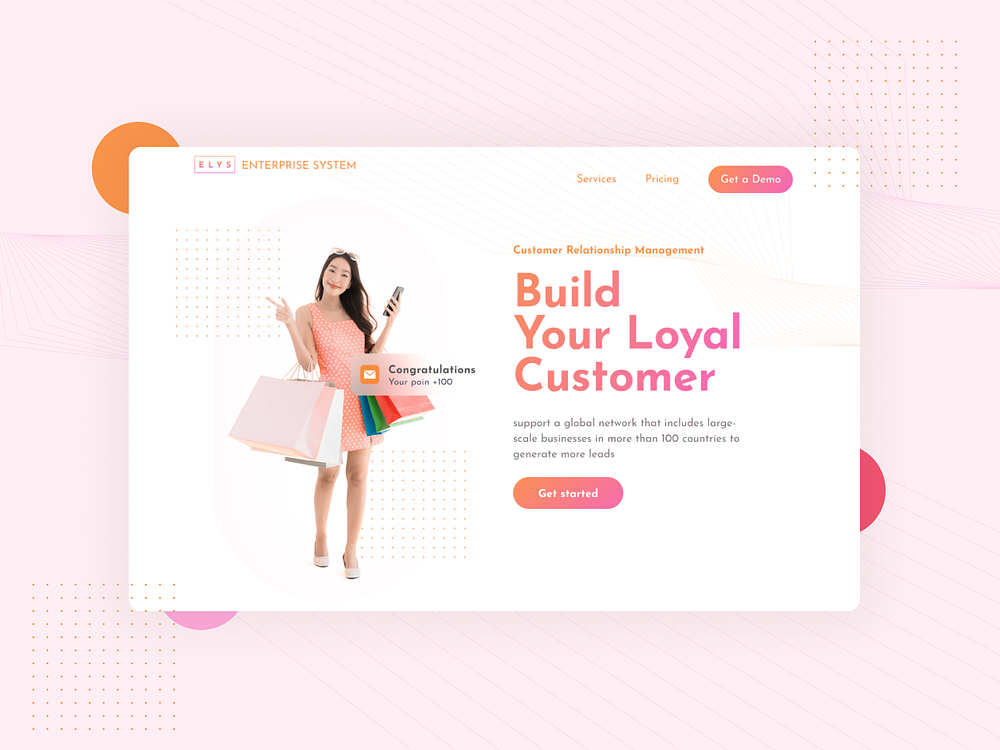 ELYS ENTERPRISE SYSTEM
Services Pricing Get a Demo
Customer Relationship Management
Build
Your Loyal
Customer
Congratulations
Your poin +100
support a global network that includes large-
scale businesses in more than 100 countries to
generate more leads
Get started